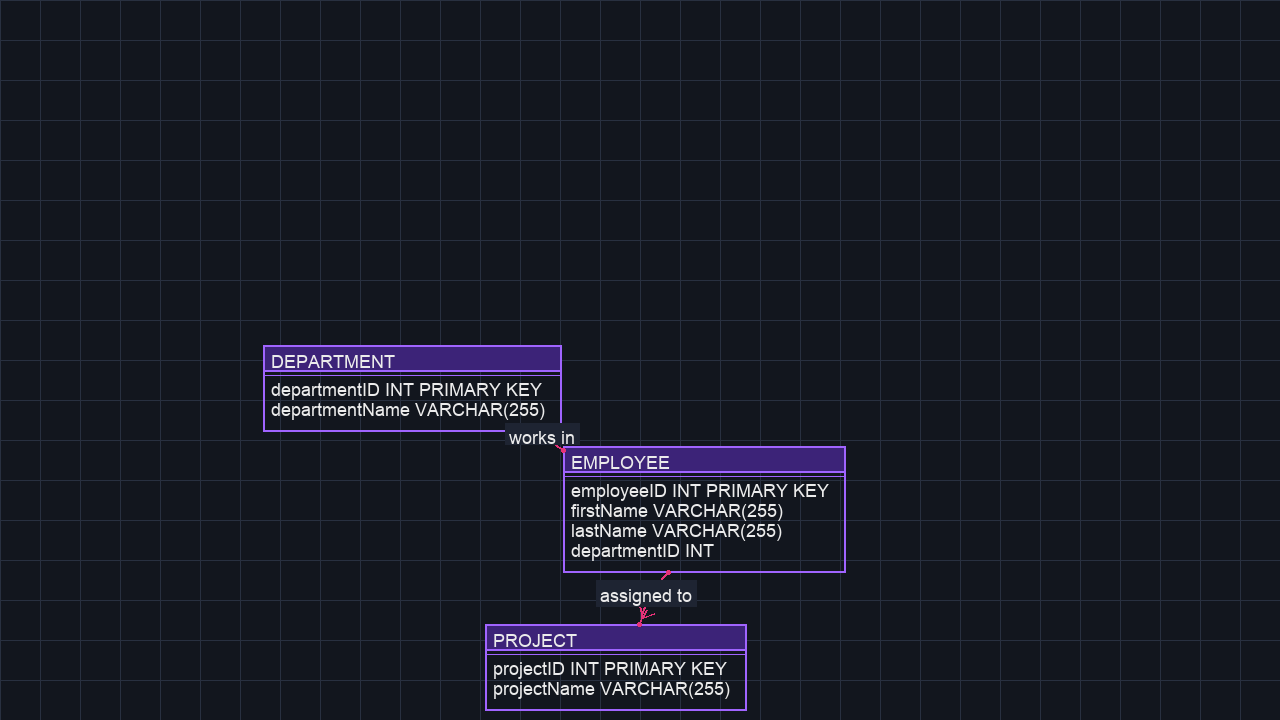 DEPARTMENT
departmentID INT PRIMARY KEY
departmentName VARCHAR(255)
works in
EMPLOYEE
employeeID INT PRIMARY KEY
firstName VARCHAR(255)
lastName VARCHAR(255)
departmentID INT
assigned to
PROJECT
projectID INT PRIMARY KEY
projectName VARCHAR(255)